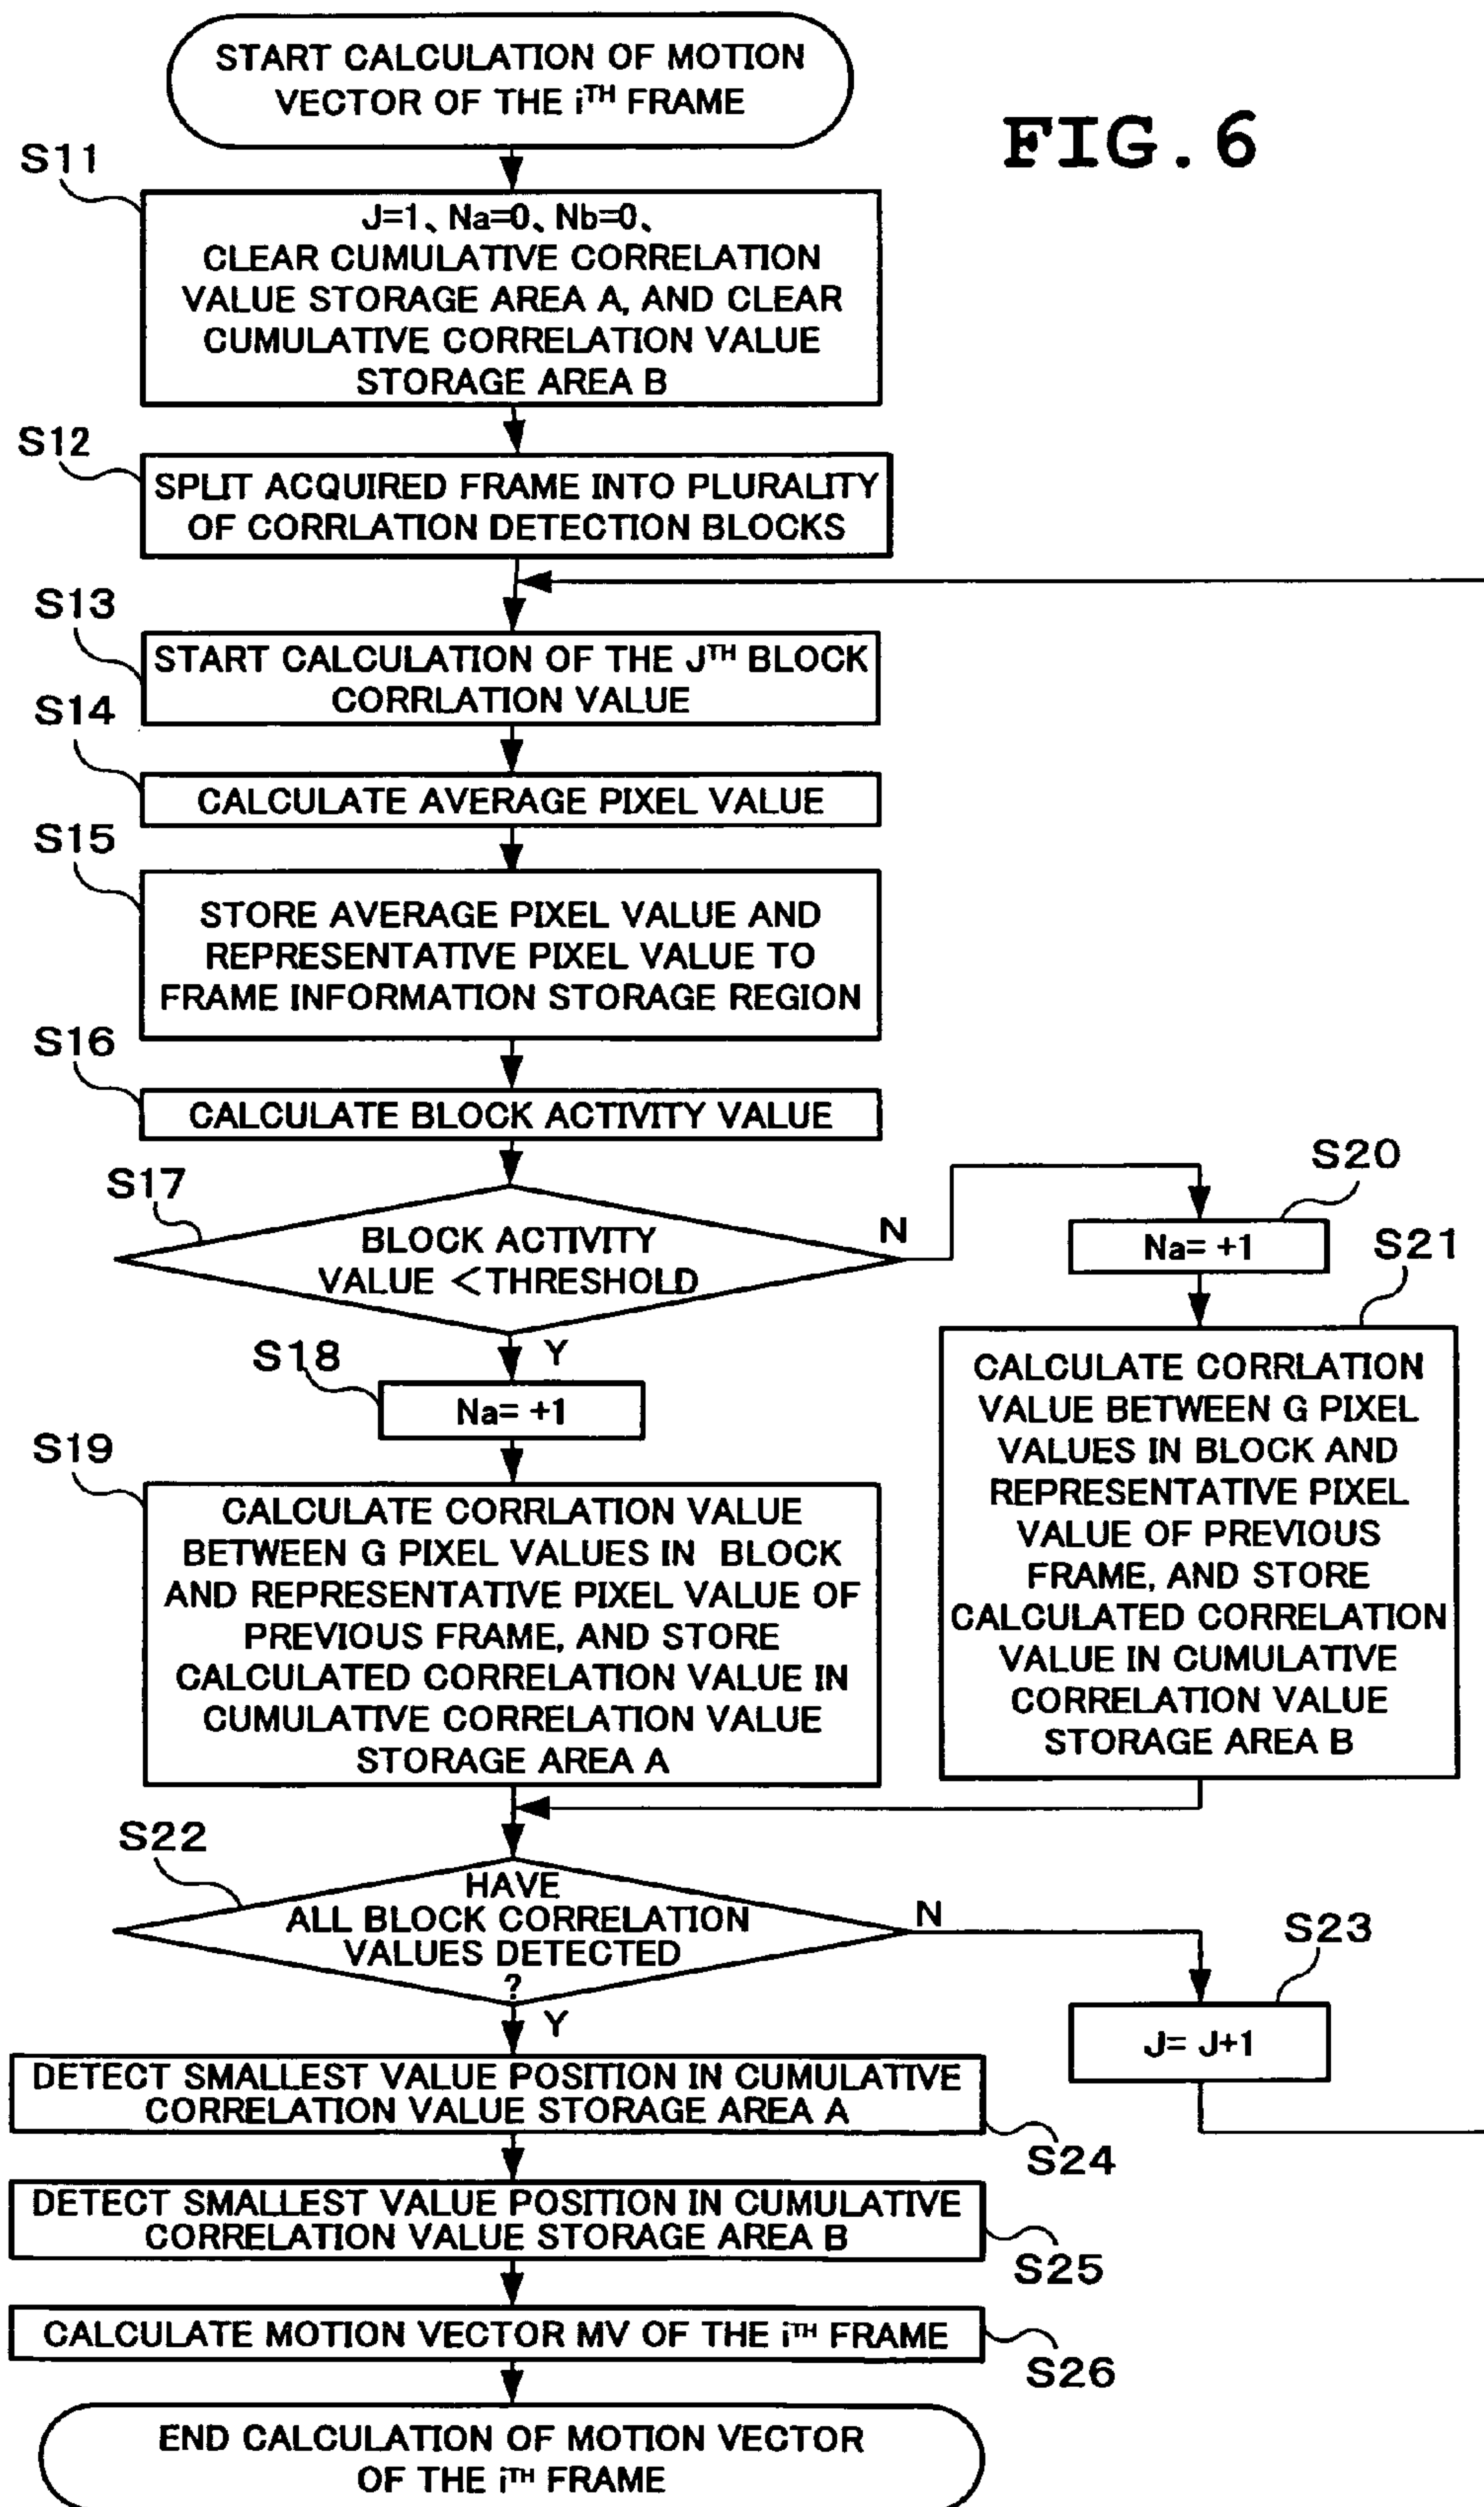 START CALCULATION OF MOTION
VECTOR OF THE iTH FRAME
FIG. 6
S11
J=1、Na=0、Nb=0、
CLEAR CUMULATIVE CORRELATION
VALUE STORAGE AREA A, AND CLEAR
CUMULATIVE CORRELATION VALUE
STORAGE AREA B
S12
SPLIT ACQUIRED FRAME INTO PLURALITY
OF CORRLATION DETECTION BLOCKS
S13
START CALCULATION OF THE JTH BLOCK
CORRLATION VALUE
S14
CALCULATE AVERAGE PIXEL VALUE
S15
STORE AVERAGE PIXEL VALUE AND
REPRESENTATIVE PIXEL VALUE TO
FRAME INFORMATION STORAGE REGION
S16
CALCULATE BLOCK ACTIVITY VALUE
S17
BLOCK ACTIVITY
VALUE <THRESHOLD
N
Y
S18
Na= +1
S19
CALCULATE CORRLATION VALUE
BETWEEN G PIXEL VALUES IN BLOCK
AND REPRESENTATIVE PIXEL VALUE OF
PREVIOUS FRAME, AND STORE
CALCULATED CORRELATION VALUE IN
CUMULATIVE CORRELATION VALUE
STORAGE AREA A
S20
Na= +1
S21
CALCULATE CORRLATION
VALUE BETWEEN G PIXEL
VALUES IN BLOCK AND
REPRESENTATIVE PIXEL
VALUE OF PREVIOUS
FRAME, AND STORE
CALCULATED CORRELATION
VALUE IN CUMULATIVE
CORRELATION VALUE
STORAGE AREA B
S22
HAVE
ALL BLOCK CORRELATION
VALUES DETECTED
?
N
Y
S23
J= J+1
DETECT SMALLEST VALUE POSITION IN CUMULATIVE
CORRELATION VALUE STORAGE AREA A
S24
DETECT SMALLEST VALUE POSITION IN CUMULATIVE
CORRELATION VALUE STORAGE AREA B
S25
CALCULATE MOTION VECTOR MV OF THE iTH FRAME
S26
END CALCULATION OF MOTION VECTOR
OF THE iTH FRAME